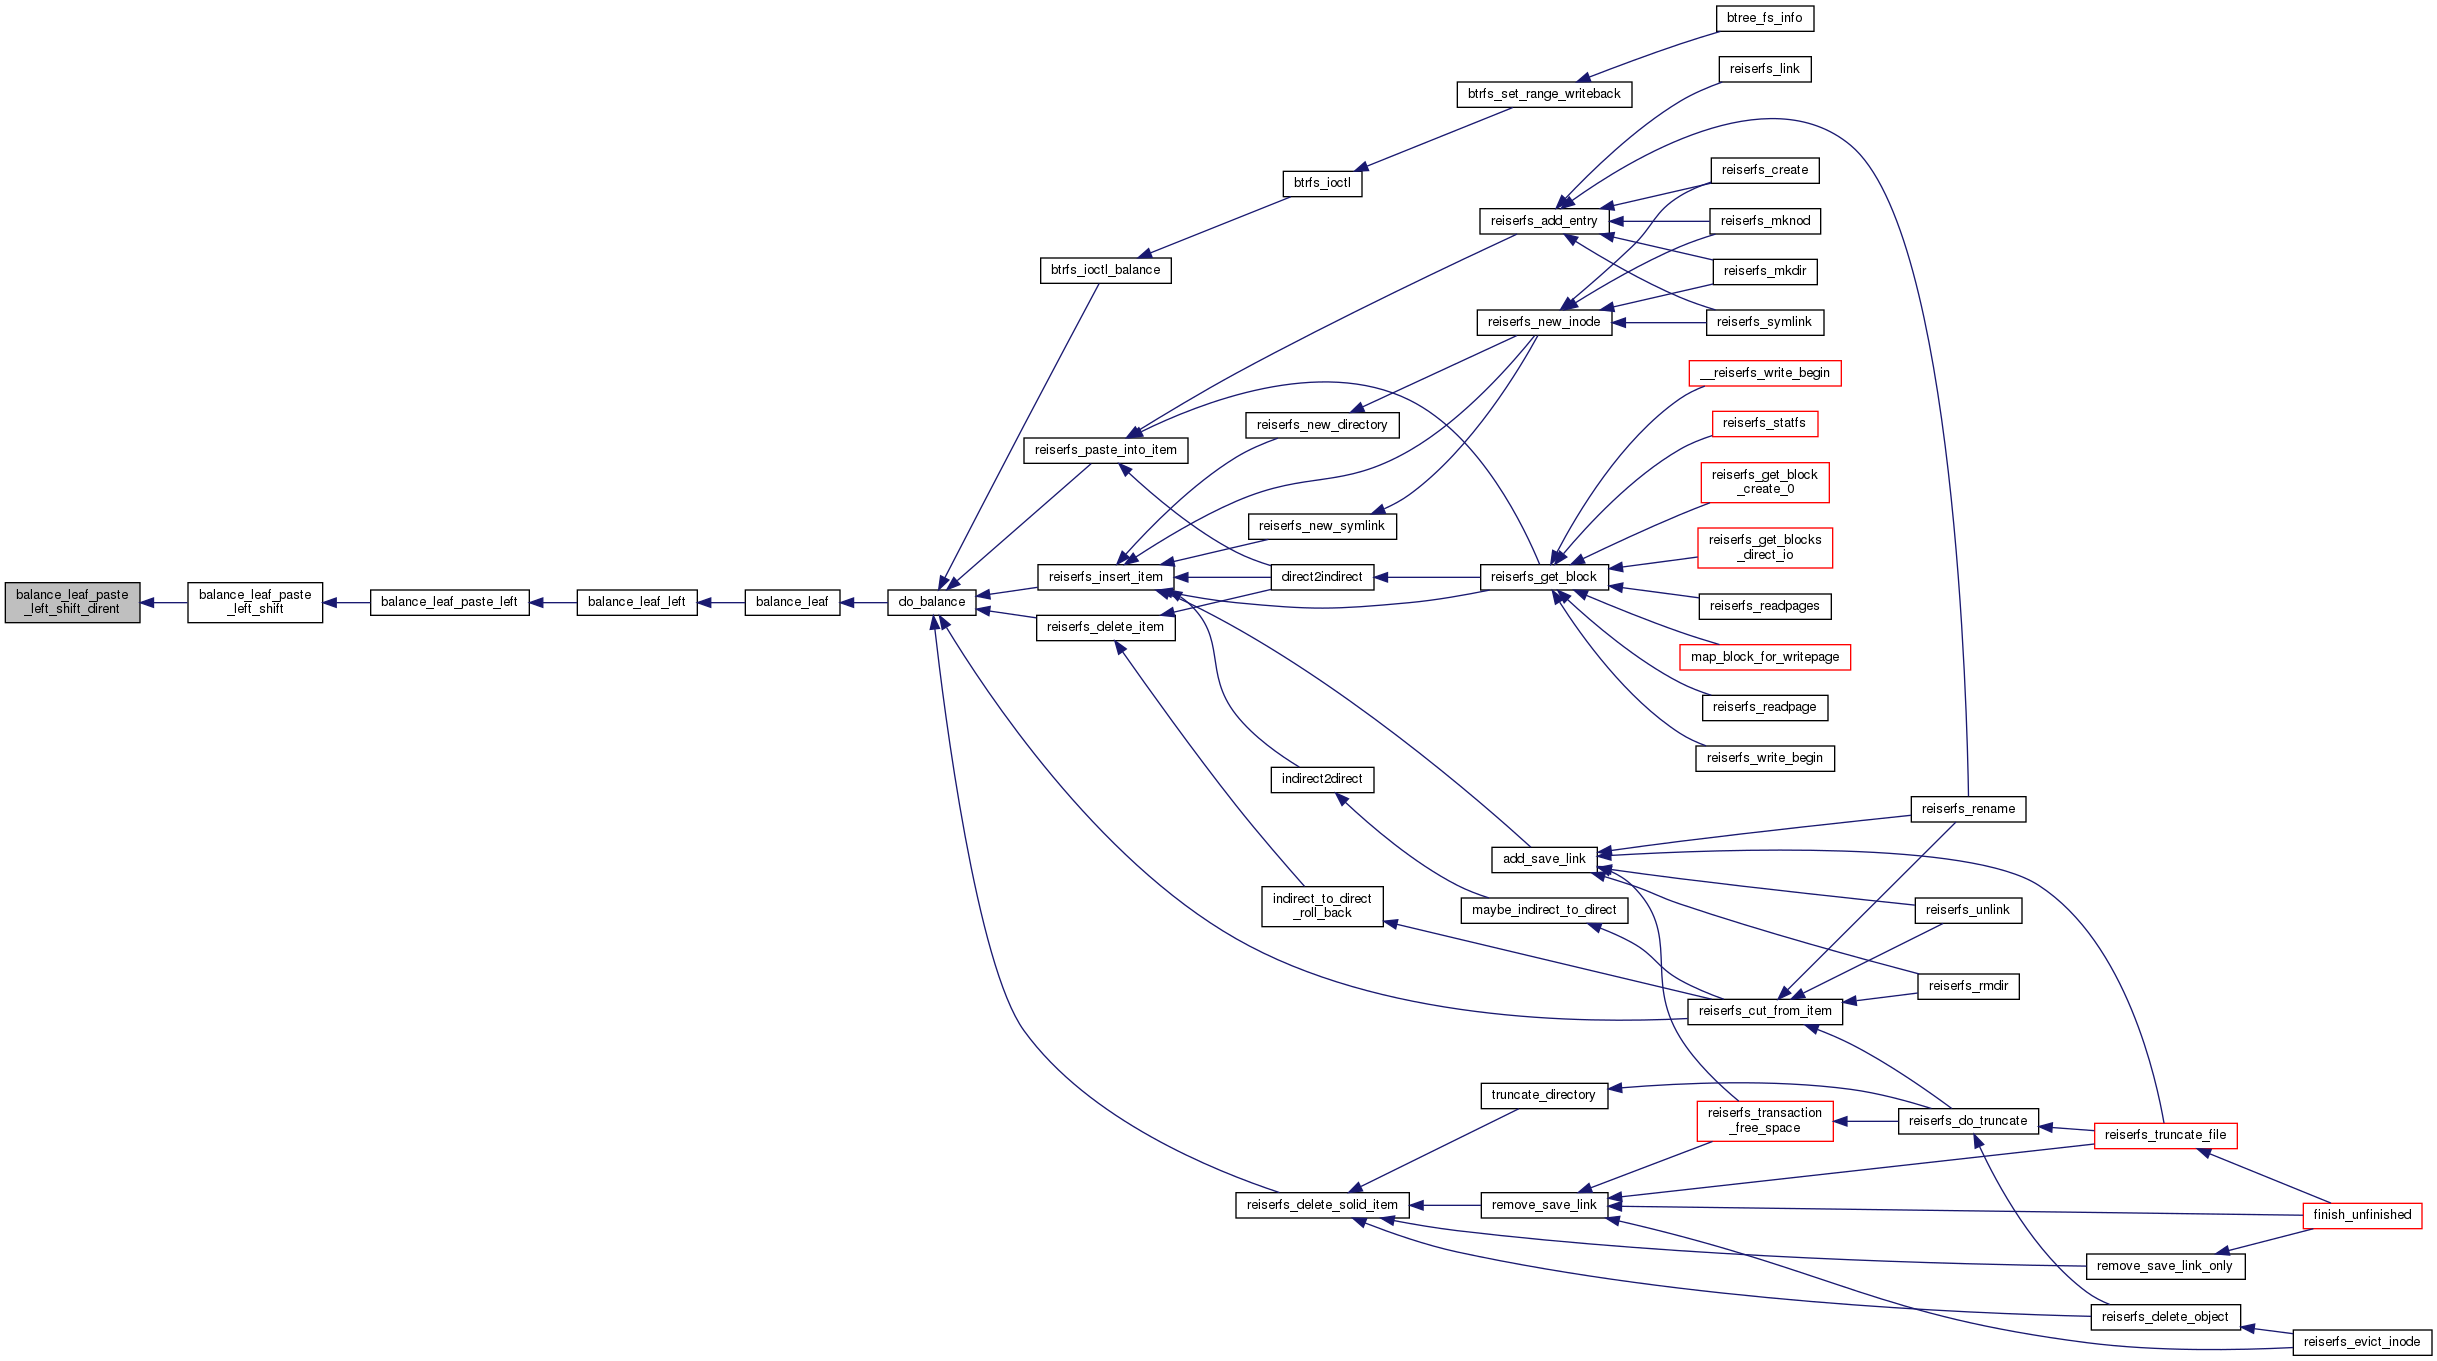 btree_fs_info
reiserfs_link
btrfs_set_range_writeback
reiserfs_create
btrfs_ioctl
reiserfs_add_entry
reiserfs_mknod
btrfs_ioctl_balance
reiserfs_mkdir
reiserfs_new_inode
reiserfs_symlink
__reiserfs_write_begin
reiserfs_new_directory
reiserfs_statfs
reiserfs_paste_into_item
reiserfs_get_block
_create_0
reiserfs_new_symlink
reiserfs_get_blocks
_direct_io
reiserfs_insert_item
direct2indirect
reiserfs_get_block
balance_leaf_paste
_left_shift_dirent
balance_leaf_paste
_left_shift
balance_leaf_paste_left
balance_leaf_left
balance_leaf
do_balance
reiserfs_readpages
reiserfs_delete_item
map_block_for_writepage
reiserfs_readpage
reiserfs_write_begin
indirect2direct
reiserfs_rename
add_save_link
indirect_to_direct
_roll_back
maybe_indirect_to_direct
reiserfs_unlink
reiserfs_rmdir
reiserfs_cut_from_item
truncate_directory
reiserfs_transaction
_free_space
reiserfs_do_truncate
reiserfs_truncate_file
reiserfs_delete_solid_item
remove_save_link
finish_unfinished
remove_save_link_only
reiserfs_delete_object
reiserfs_evict_inode